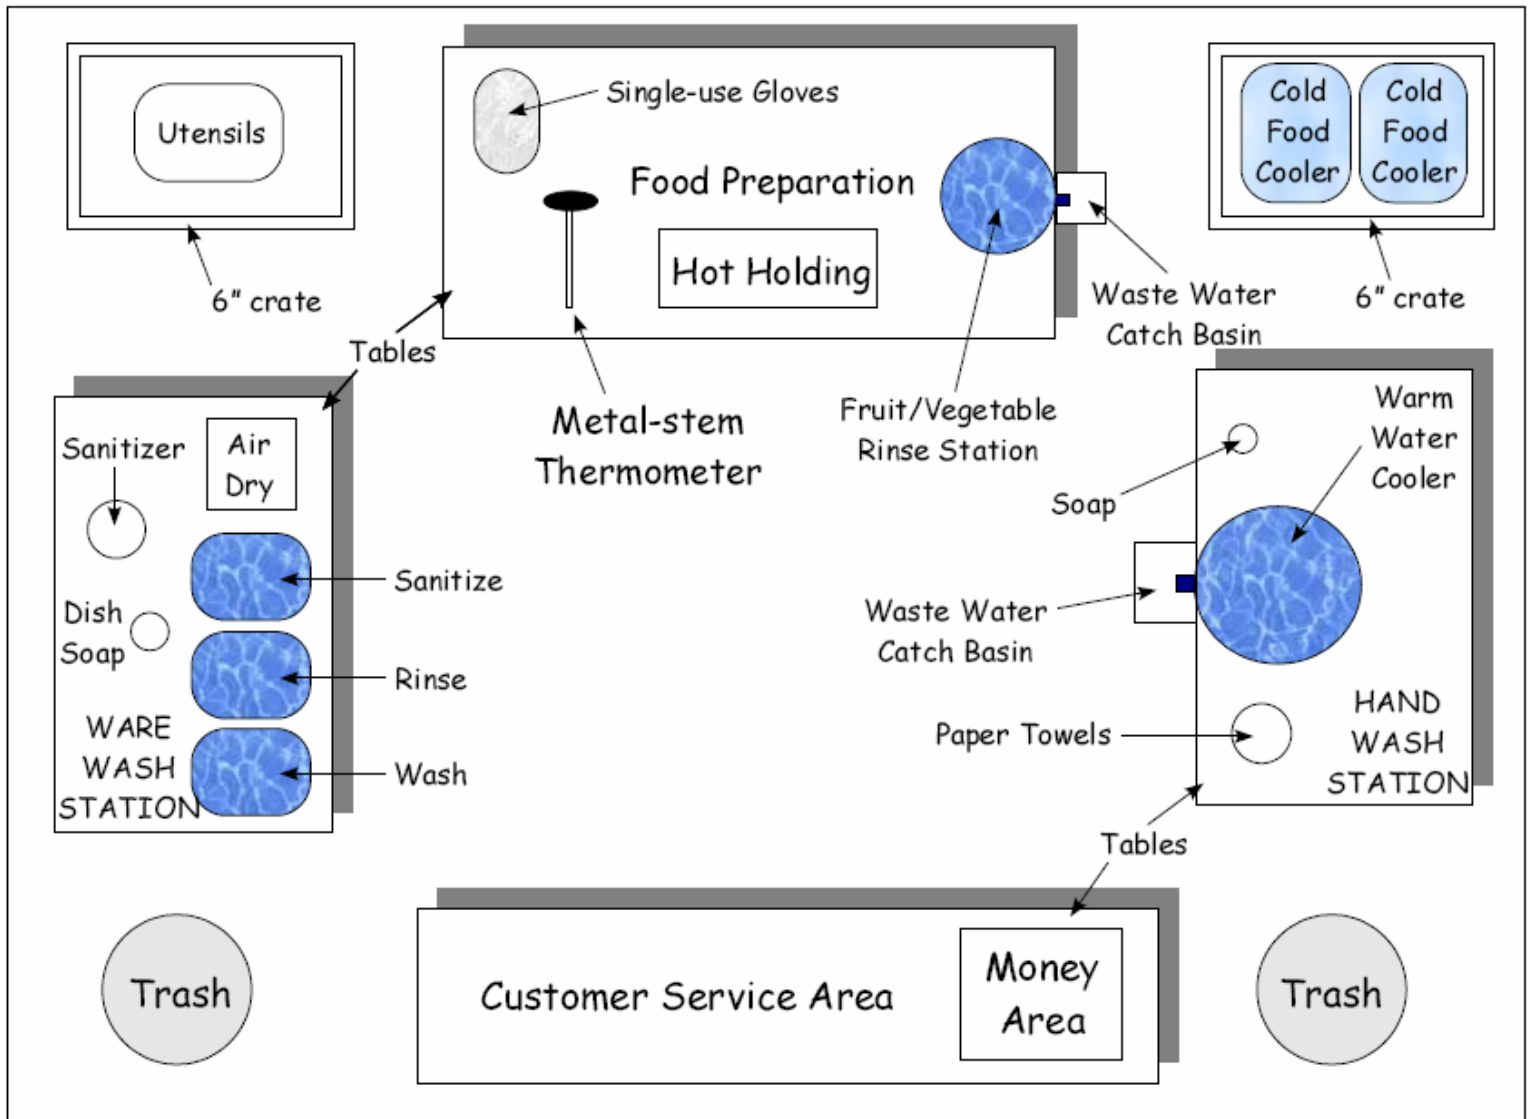 Utensils
6" crate
Single-use Gloves
Food Preparation
Hot Holding
Cold
Food
Cooler
Cold
Food
Cooler
6" crate
Waste Water
Catch Basin
Tables
Metal-stem
Thermometer
Fruit/Vegetable
Rinse Station
Sanitizer
Air
Dry
Sanitize
Dish
Soap
Rinse
WARE
WASH
STATION
Wash
Warm
Water
Cooler
Soap
Waste Water
Catch Basin
Paper Towels
HAND
WASH
STATION
Tables
Trash
Customer Service Area
Money
Area
Trash